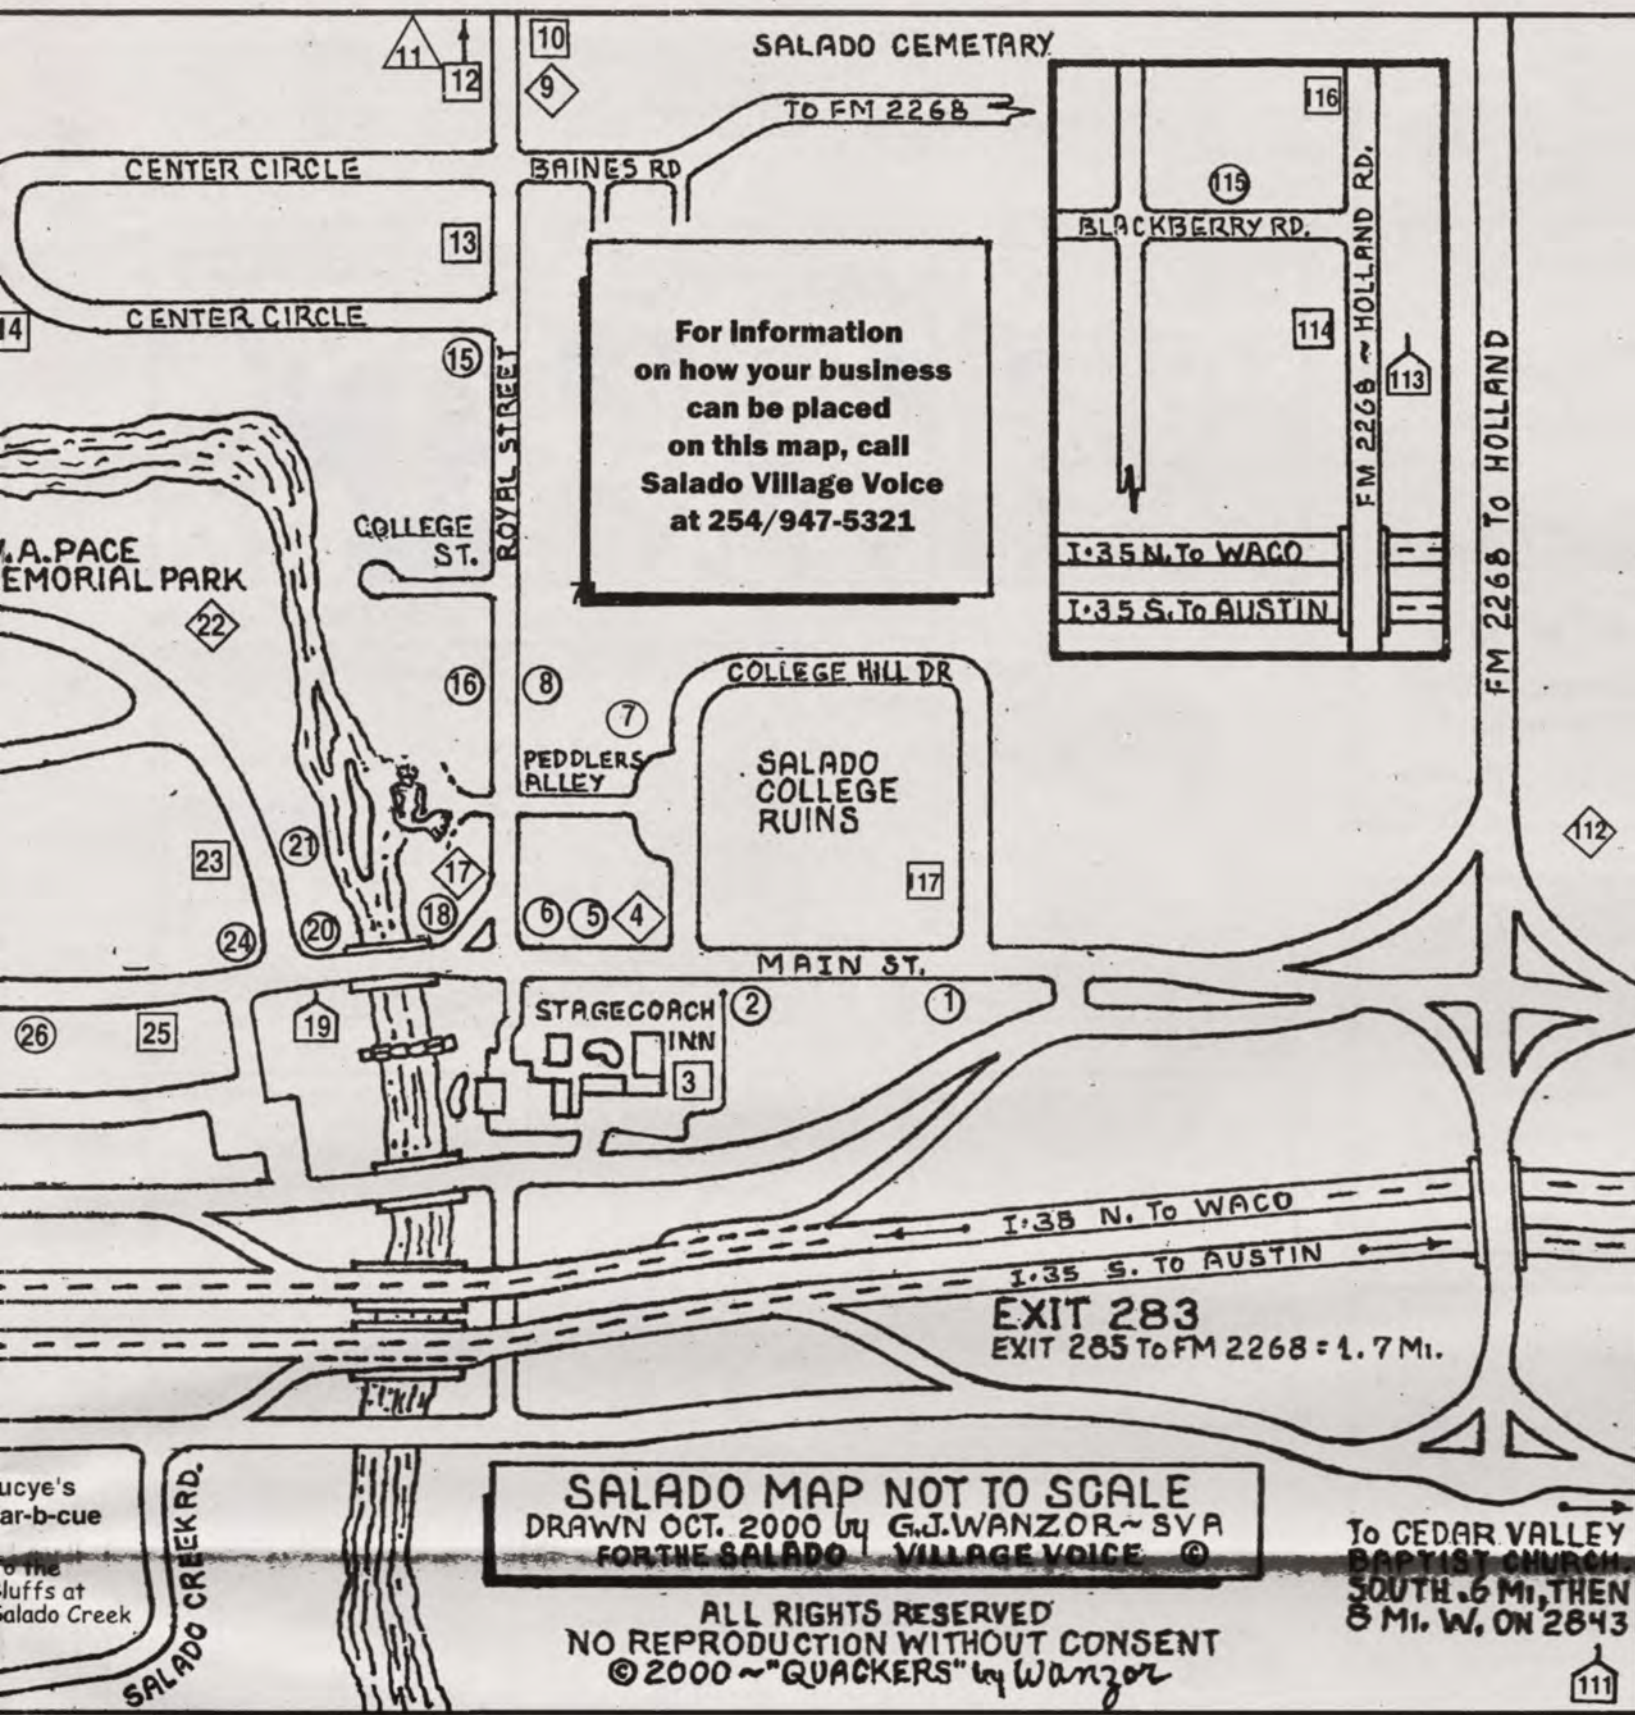 11
12
10
9
SALADO CEMETARY
TO FM 2268
CENTER CIRCLE
BAINES RD
13
CENTER CIRCLE
14
15
ROYAL STREET
For Information
on how your business
can be placed
on this map, call
Salado Village Voice
at 254/947-5321
116
115
BLACKBERRY RD.
FM 2268 ~ HOLLAND RD.
114
113
I•35 N. TO WACO
I•35 S. TO AUSTIN
FM 2268 TO HOLLAND
COLLEGE
ST.
.A. PACE
EMORIAL PARK
22
16
8
7
COLLEGE HILL DR
PEDDLERS
ALLEY
SALADO
COLLEGE
RUINS
117
112
23
21
17
18
20
24
6
5
4
MAIN ST.
26
25
19
STAGECOACH
INN
2
1
3
I•35 N. TO WACO
I•35 S. TO AUSTIN
EXIT 283
EXIT 285 TO FM 2268 = 1.7 MI.
ucye's
ar-b-cue
o the
luffs at
Salado Creek
SALADO CREEK RD.
SALADO MAP NOT TO SCALE
DRAWN OCT. 2000 by G.J. WANZOR ~ SVA
FOR THE SALADO VILLAGE VOICE ©
ALL RIGHTS RESERVED
NO REPRODUCTION WITHOUT CONSENT
© 2000 ~ "QUACKERS" by Wanzor
TO CEDAR VALLEY
BAPTIST CHURCH.
SOUTH .6 MI, THEN
8 MI. W. ON 2843
111